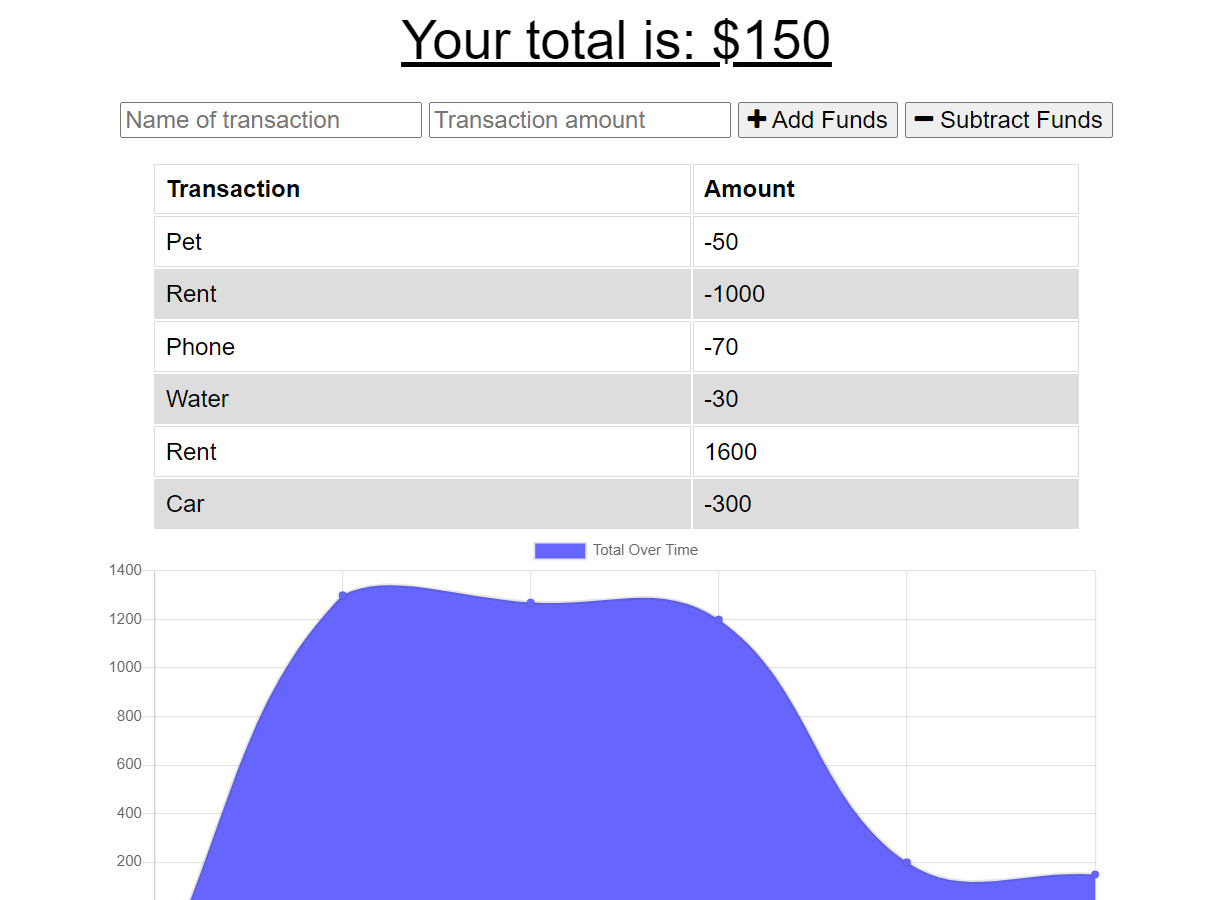 Your total is: $150
Name of transaction Transaction amount + Add Funds − Subtract Funds
Transaction Amount
Pet -50
Rent -1000
Phone -70
Water -30
Rent 1600
Car -300
Total Over Time
1400
1200
1000
800
600
400
200